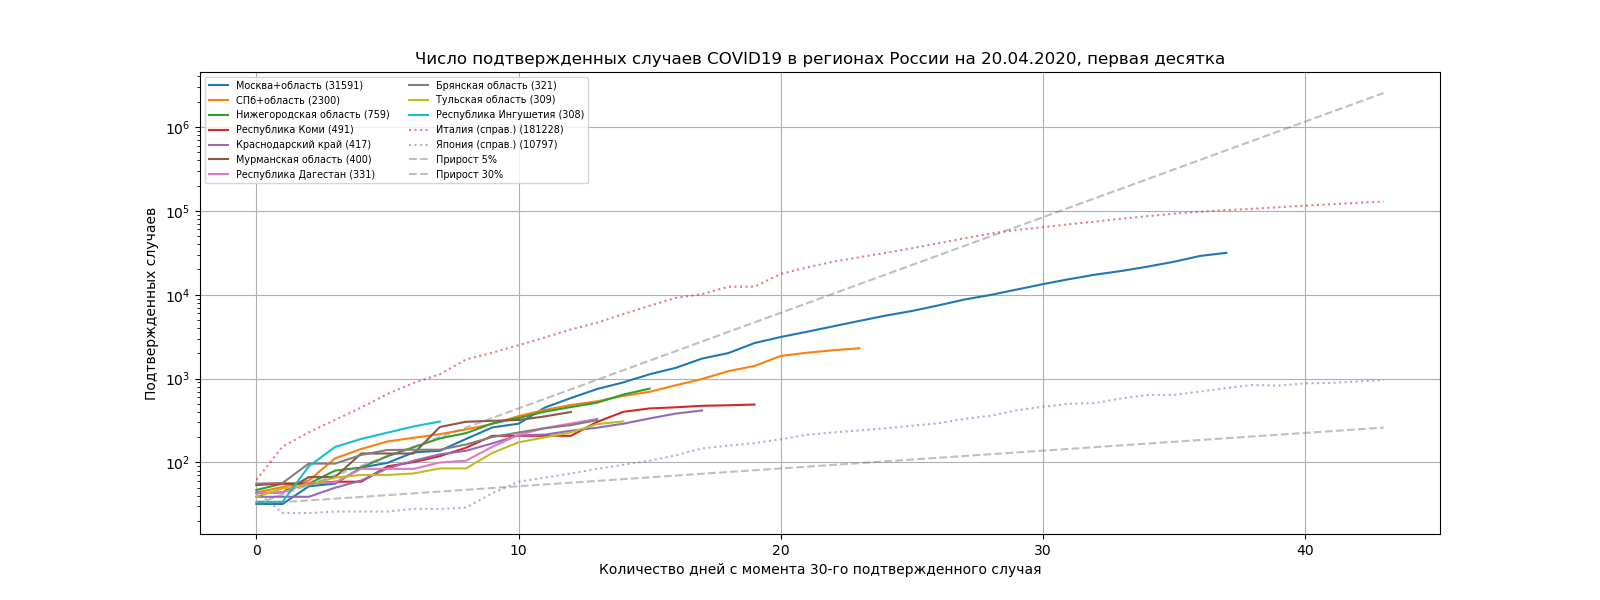 Число подтвержденных случаев COVID19 в регионах России на 20.04.2020, первая десятка
Москва+область (31591)
СПб+область (2300)
Нижегородская область (759)
Республика Коми (491)
Краснодарский край (417)
Мурманская область (400)
Республика Дагестан (331)
Брянская область (321)
Тульская область (309)
Республика Ингушетия (308)
Италия (справ.) (181228)
Япония (справ.) (10797)
Прирост 5%
Прирост 30%
Подтвержденных случаев
10⁶
10⁵
10⁴
10³
10²
0 10 20 30 40
Количество дней с момента 30-го подтвержденного случая